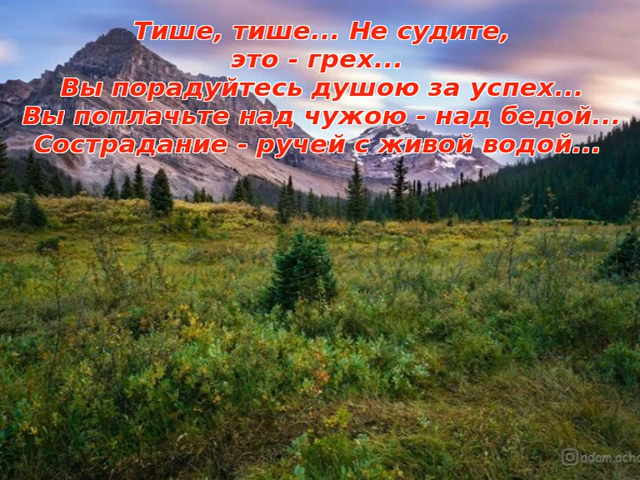 Тише, тише... Не судите,
это - грех...
Вы порадуйтесь душою за успех...
Вы поплачьте над чужою - над бедой...
Сострадание - ручей с живой водой...